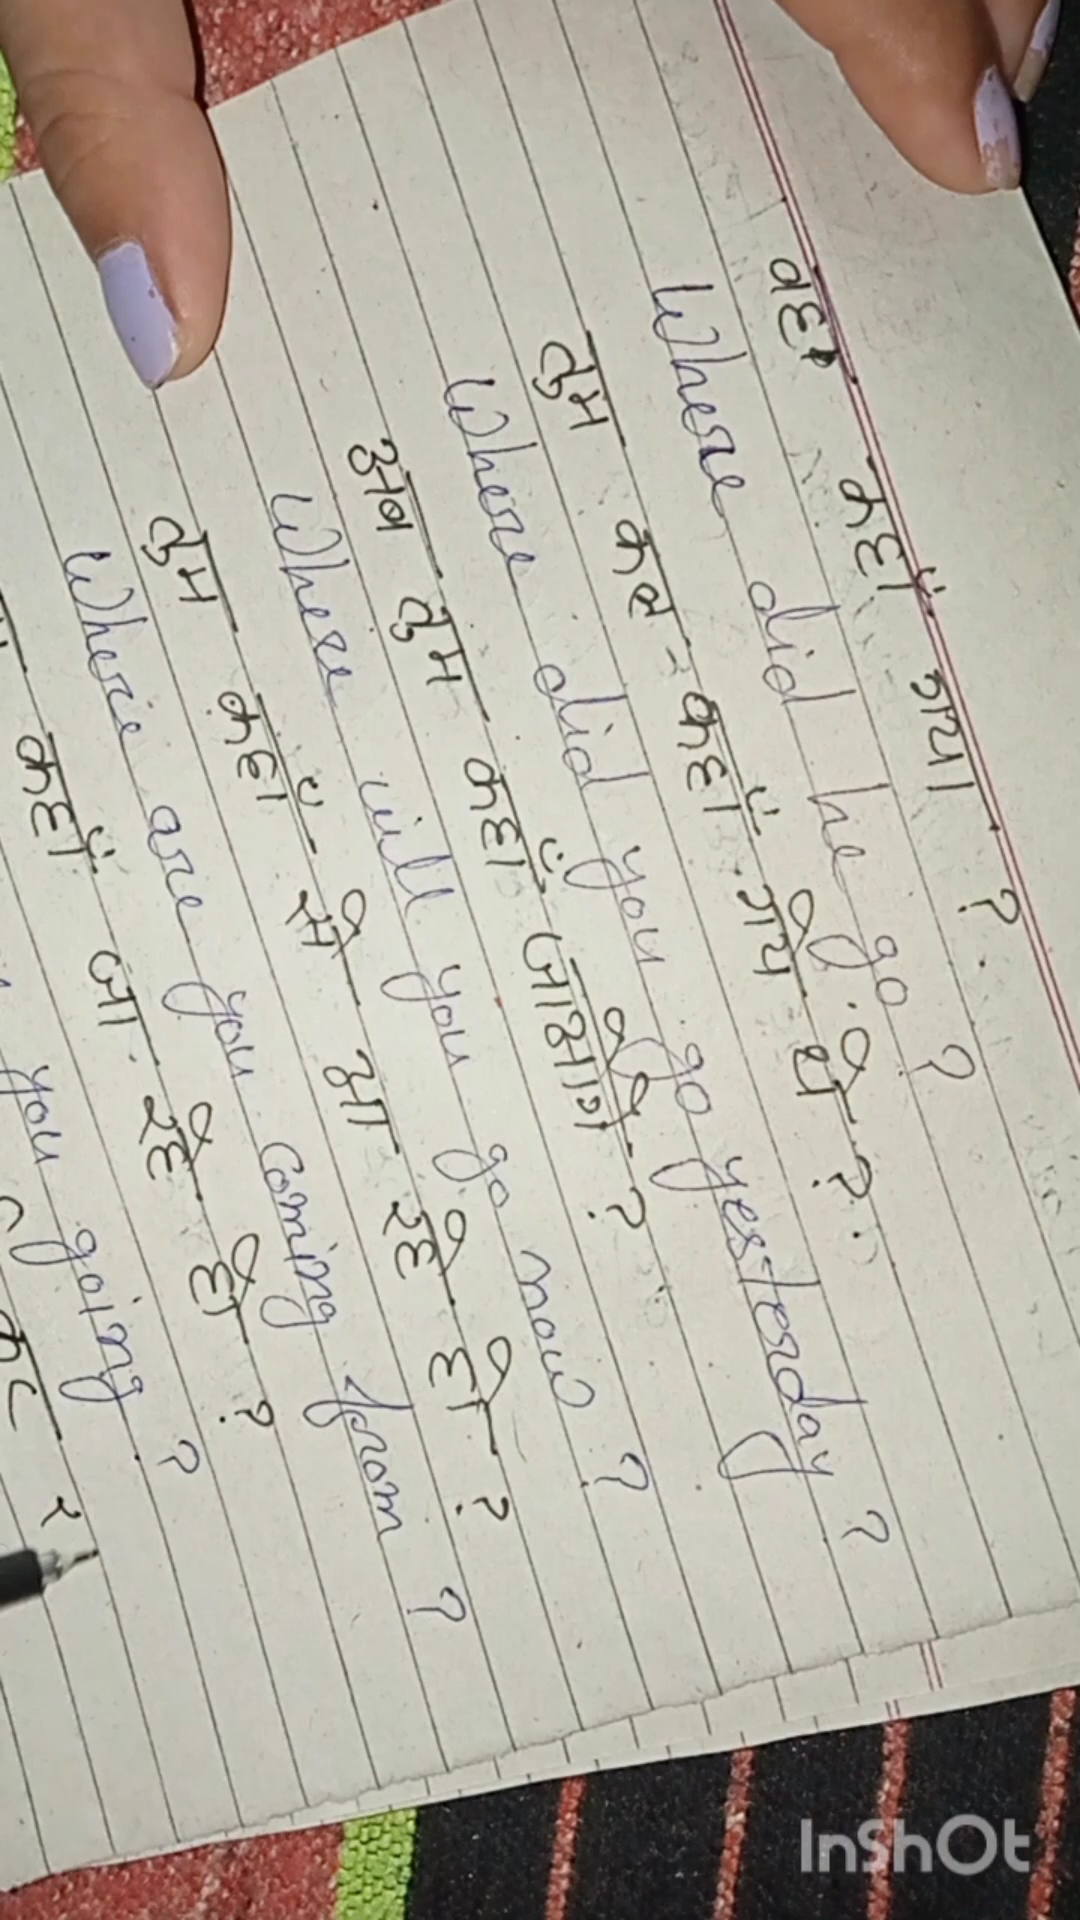 वह कहाँ गया ?
Where did he go ?
तुम कल कहाँ गये थे ?
Where did you go yesterday ?
अब तुम कहाँ जाओगे ?
Where will you go now ?
तुम कहाँ से आ रहे हो ?
Where are you coming from ?
कहाँ जा रहे हो ?
you going ?
InShOt